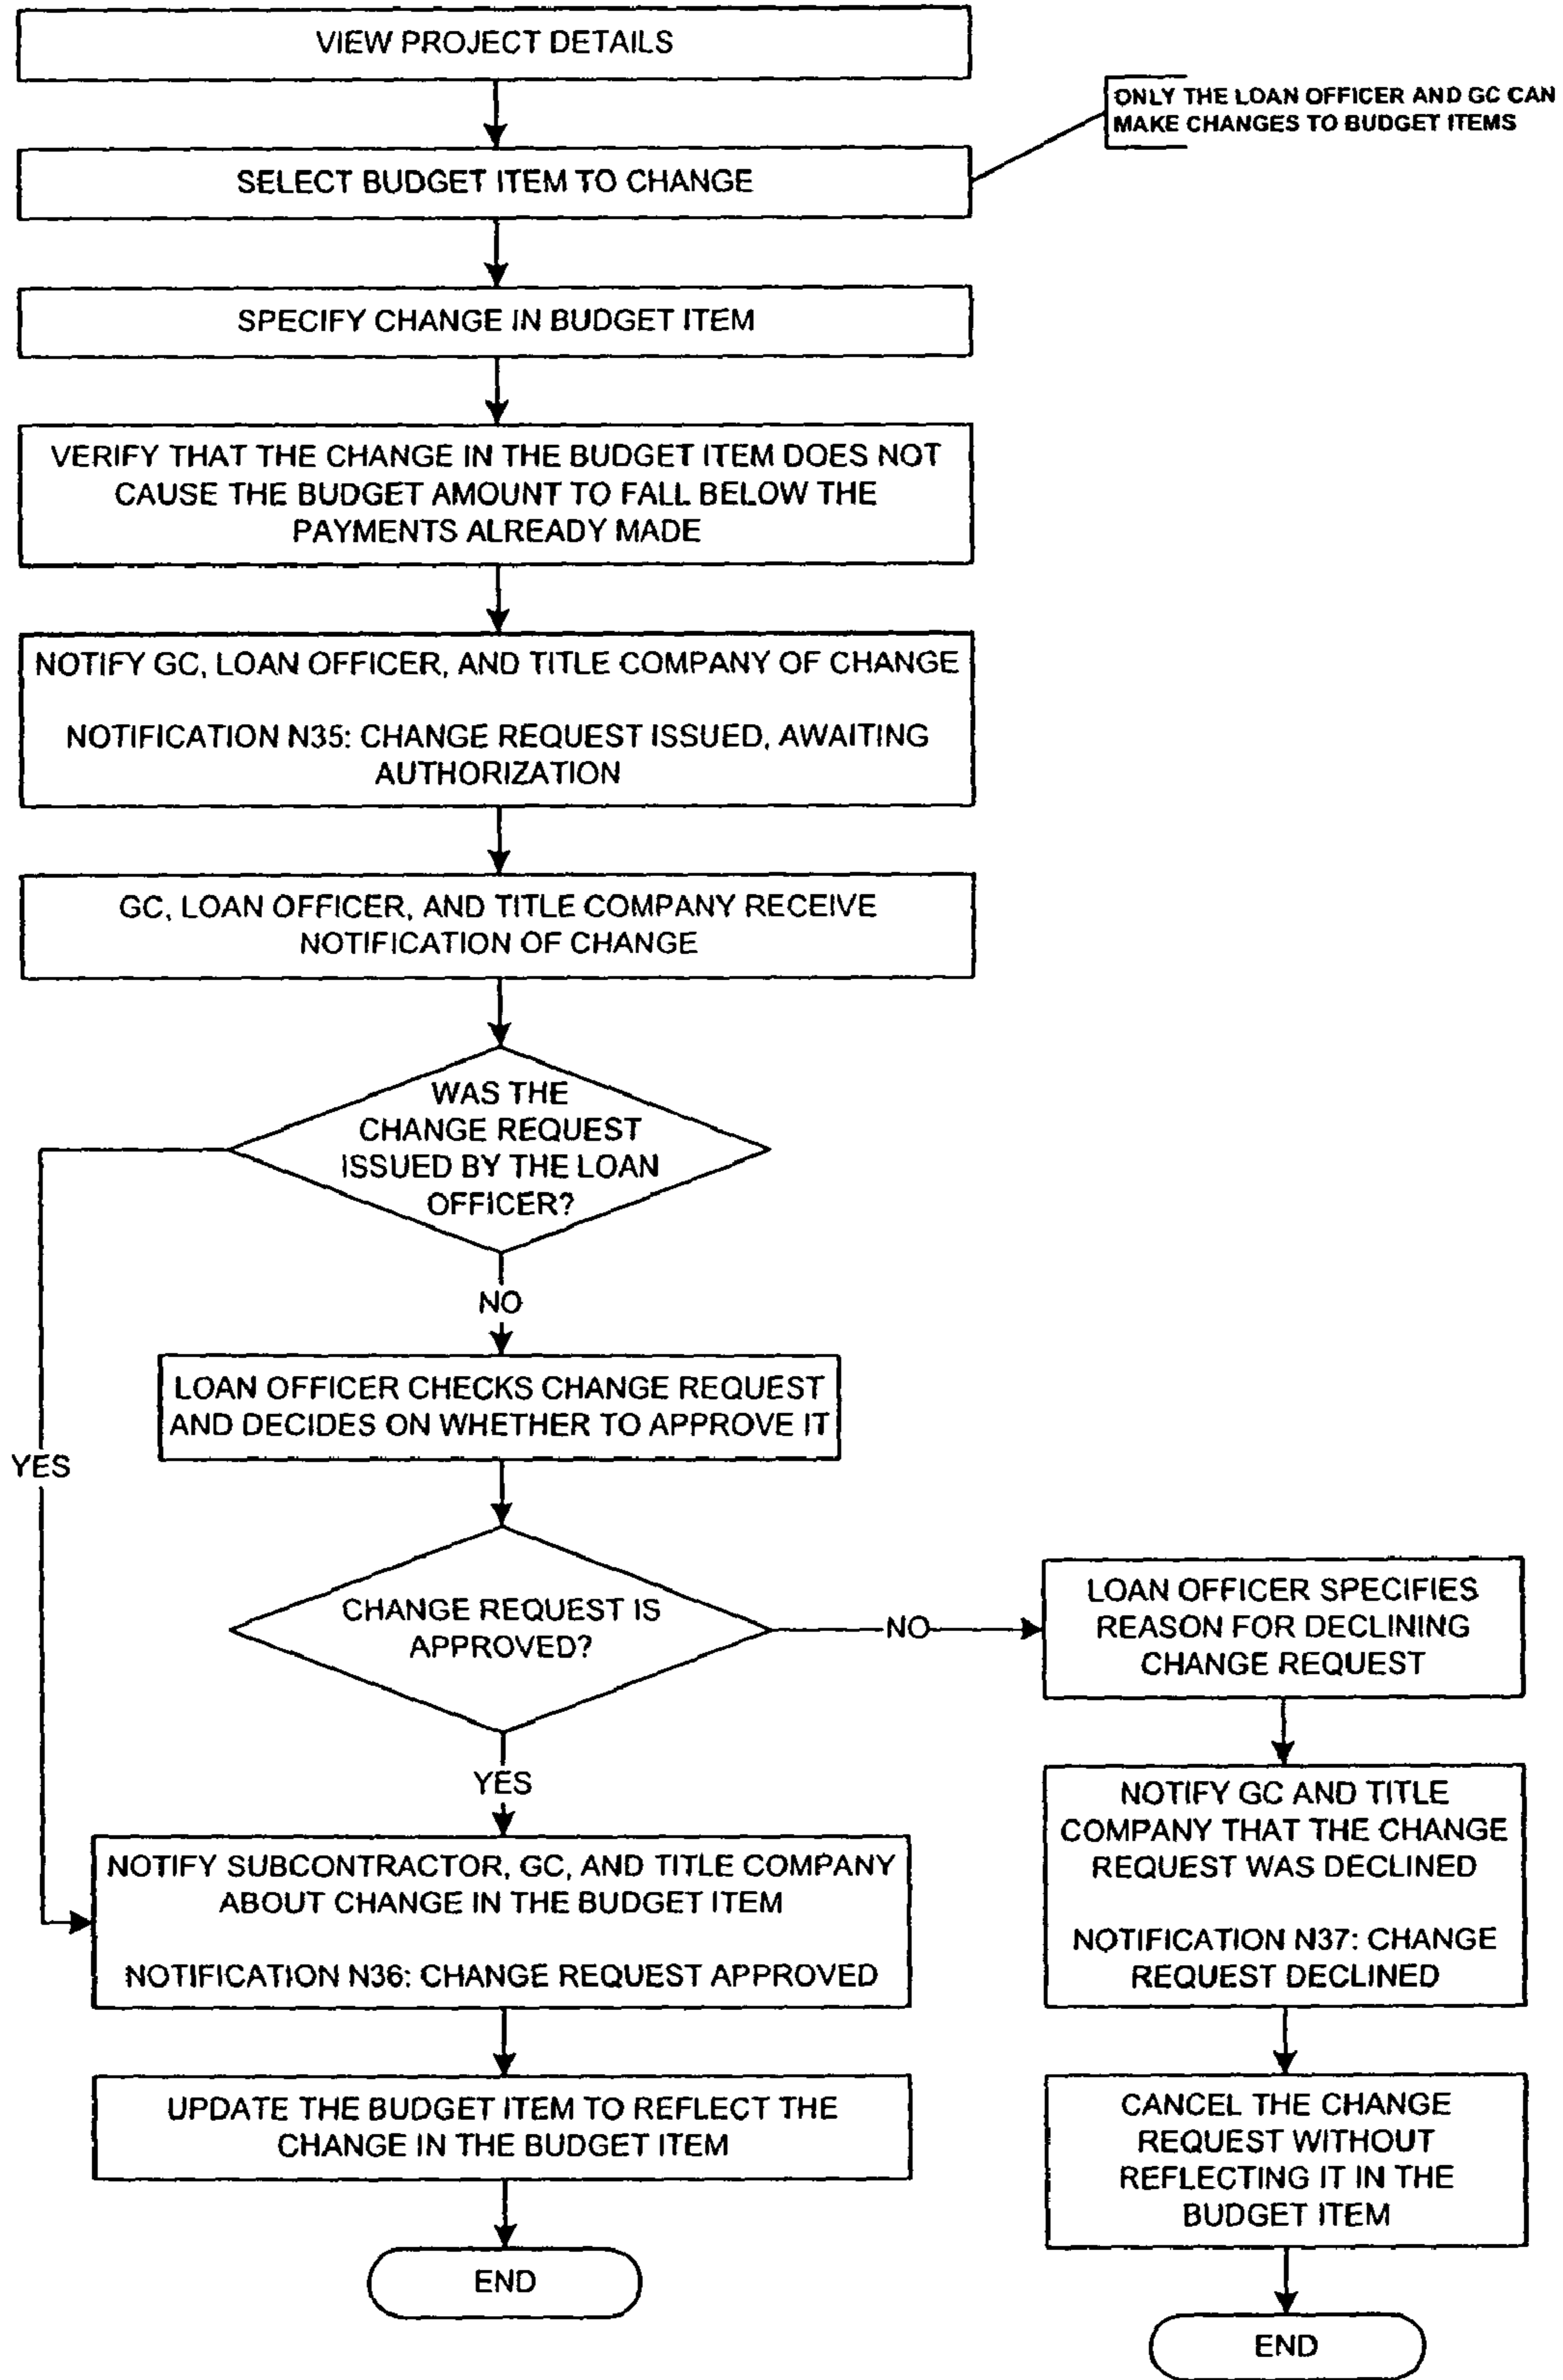 VIEW PROJECT DETAILS
ONLY THE LOAN OFFICER AND GC CAN
MAKE CHANGES TO BUDGET ITEMS
SELECT BUDGET ITEM TO CHANGE
SPECIFY CHANGE IN BUDGET ITEM
VERIFY THAT THE CHANGE IN THE BUDGET ITEM DOES NOT
CAUSE THE BUDGET AMOUNT TO FALL BELOW THE
PAYMENTS ALREADY MADE
NOTIFY GC, LOAN OFFICER, AND TITLE COMPANY OF CHANGE
NOTIFICATION N35: CHANGE REQUEST ISSUED, AWAITING
AUTHORIZATION
GC, LOAN OFFICER, AND TITLE COMPANY RECEIVE
NOTIFICATION OF CHANGE
WAS THE
CHANGE REQUEST
ISSUED BY THE LOAN
OFFICER?
NO
LOAN OFFICER CHECKS CHANGE REQUEST
AND DECIDES ON WHETHER TO APPROVE IT
YES
CHANGE REQUEST IS
APPROVED?
NO
LOAN OFFICER SPECIFIES
REASON FOR DECLINING
CHANGE REQUEST
YES
NOTIFY SUBCONTRACTOR, GC, AND TITLE COMPANY
ABOUT CHANGE IN THE BUDGET ITEM
NOTIFICATION N36: CHANGE REQUEST APPROVED
NOTIFY GC AND TITLE
COMPANY THAT THE CHANGE
REQUEST WAS DECLINED
NOTIFICATION N37: CHANGE
REQUEST DECLINED
UPDATE THE BUDGET ITEM TO REFLECT THE
CHANGE IN THE BUDGET ITEM
CANCEL THE CHANGE
REQUEST WITHOUT
REFLECTING IT IN THE
BUDGET ITEM
END
END